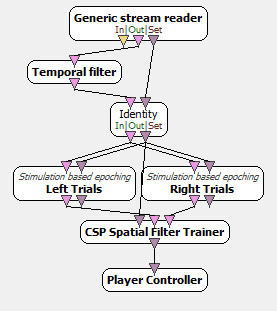 Generic stream reader
In|Out|Set
Temporal filter
Identity
In|Out|Set
Stimulation based epoching
Left Trials
Stimulation based epoching
Right Trials
CSP Spatial Filter Trainer
Player Controller